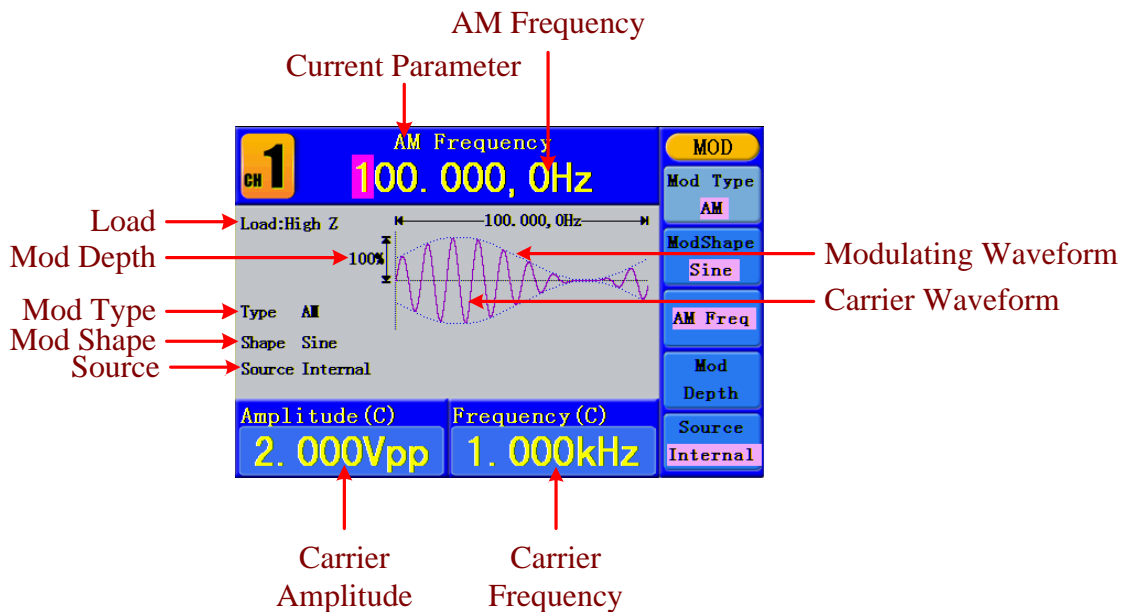 AM Frequency
Current Parameter
CH 1
AM Frequency
100.000,0Hz
MOD
Mod Type
AM
Load
Load:High Z
100.000,0Hz
ModShape
Sine
Modulating Waveform
Mod Depth
100%
Carrier Waveform
Mod Type
Type AM
AM Freq
Mod Shape
Shape Sine
Source
Source Internal
Mod
Depth
Amplitude(C)
Frequency(C)
Source
Internal
2.000Vpp
1.000kHz
Carrier
Amplitude
Carrier
Frequency